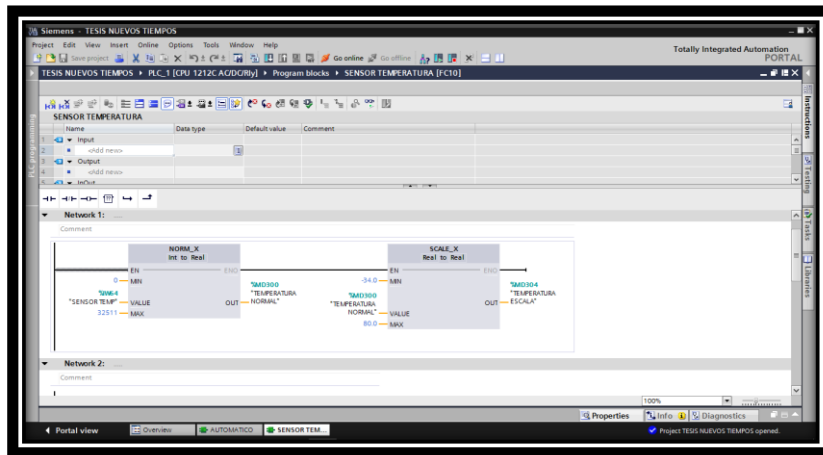 Siemens - TESIS NUEVOS TIEMPOS
Project Edit View Insert Online Options Tools Window Help
Totally Integrated Automation
PORTAL
Save project Go online Go offline
TESIS NUEVOS TIEMPOS PLC_1 [CPU 1212C AC/DC/Rly] Program blocks SENSOR TEMPERATURA [FC10]
SENSOR TEMPERATURA
Name Data type Default value Comment
1 Input
2 <Add new>
3 Output
4 <Add new>
5 InOut
PLC programming
Instructions
Testing
Tasks
Libraries
Network 1:
Comment
NORM_X
Int to Real
EN ENO
0 MIN
%IW64
"SENSOR TEMP" VALUE
32511 MAX
OUT
%MD300
"TEMPERATURA
NORMAL"
SCALE_X
Real to Real
EN ENO
MIN
%MD300
"TEMPERATURA
NORMAL" VALUE
80.0 MAX
OUT
%MD304
"TEMPERATURA
ESCALA"
Network 2:
Comment
100%
Properties Info Diagnostics
Portal view Overview AUTOMATICO SENSOR TEM...
Project TESIS NUEVOS TIEMPOS opened.